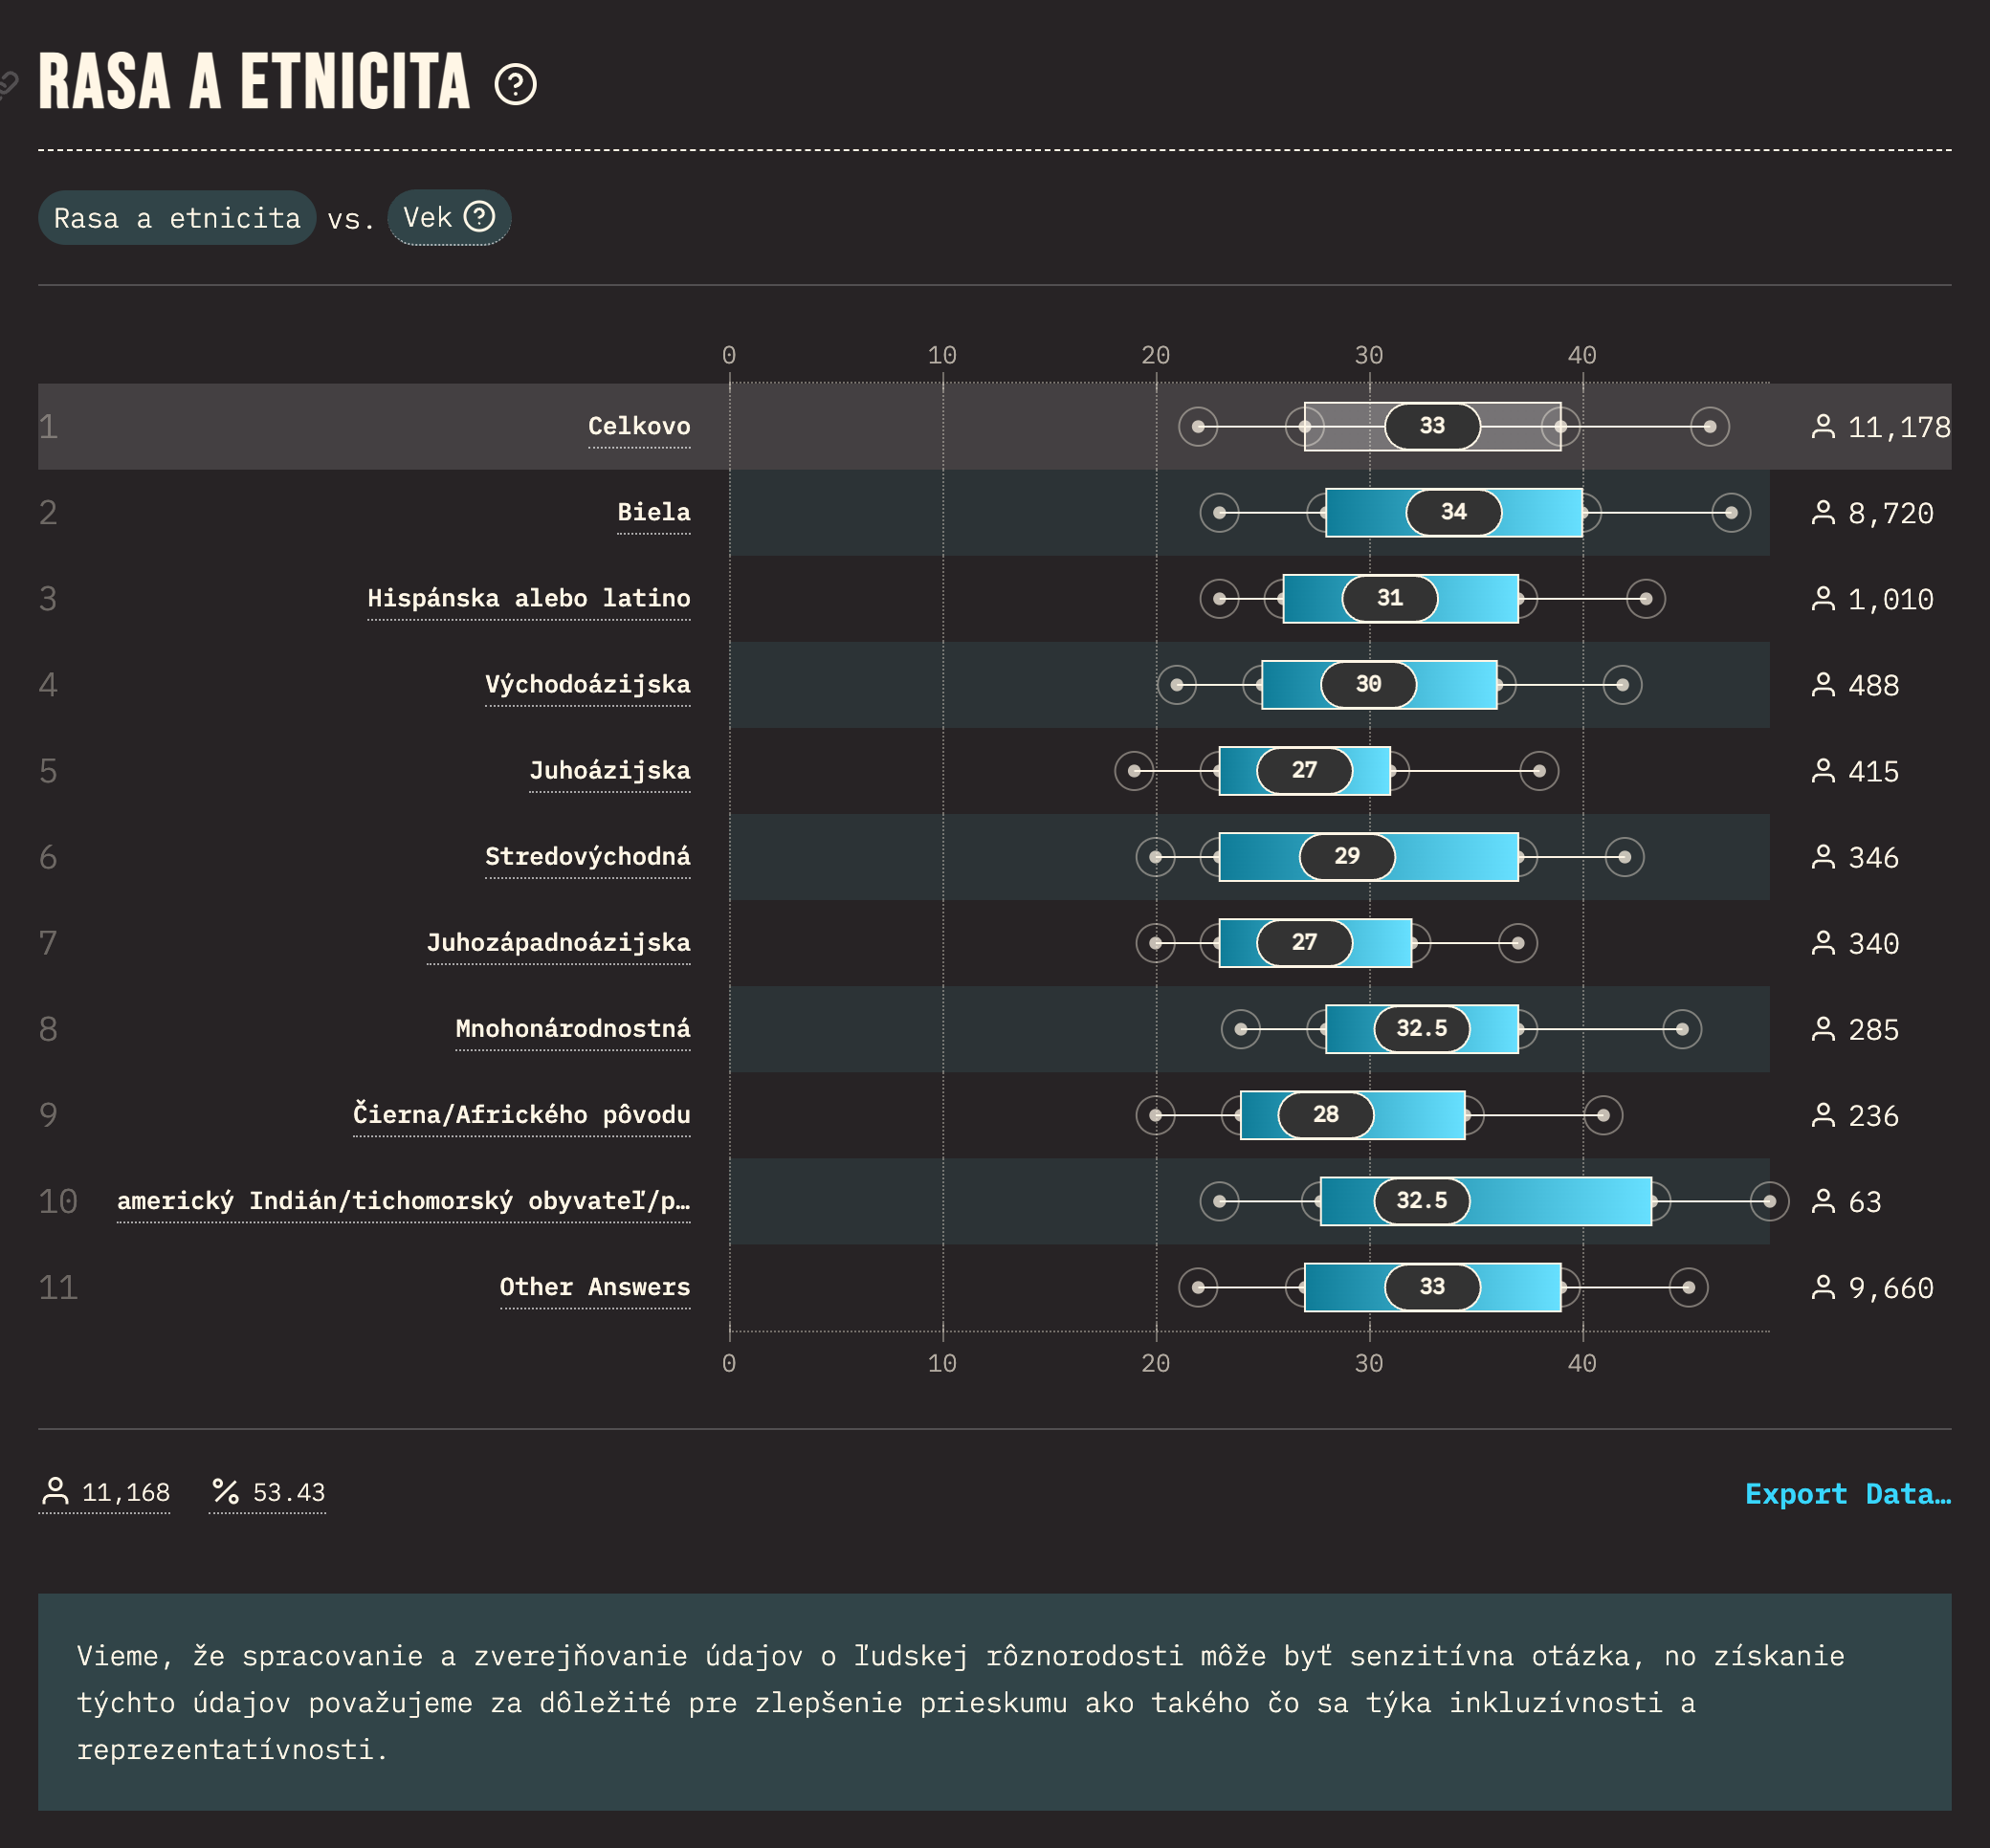 RASA A ETNICITA
Rasa a etnicita vs. Vek
0 10 20 30 40
1 Celkovo 33 11,178
2 Biela 34 8,720
3 Hispánska alebo latino 31 1,010
4 Východoázijska 30 488
5 Juhoázijska 27 415
6 Stredovýchodná 29 346
7 Juhozápadnoázijska 27 340
8 Mnohonárodnostná 32.5 285
9 Čierna/Afrického pôvodu 28 236
10 americký Indián/tichomorský obyvateľ/p… 32.5 63
11 Other Answers 33 9,660
0 10 20 30 40
11,168 % 53.43 Export Data…
Vieme, že spracovanie a zverejňovanie údajov o ľudskej rôznorodosti môže byť senzitívna otázka, no získanie
týchto údajov považujeme za dôležité pre zlepšenie prieskumu ako takého čo sa týka inkluzívnosti a
reprezentatívnosti.